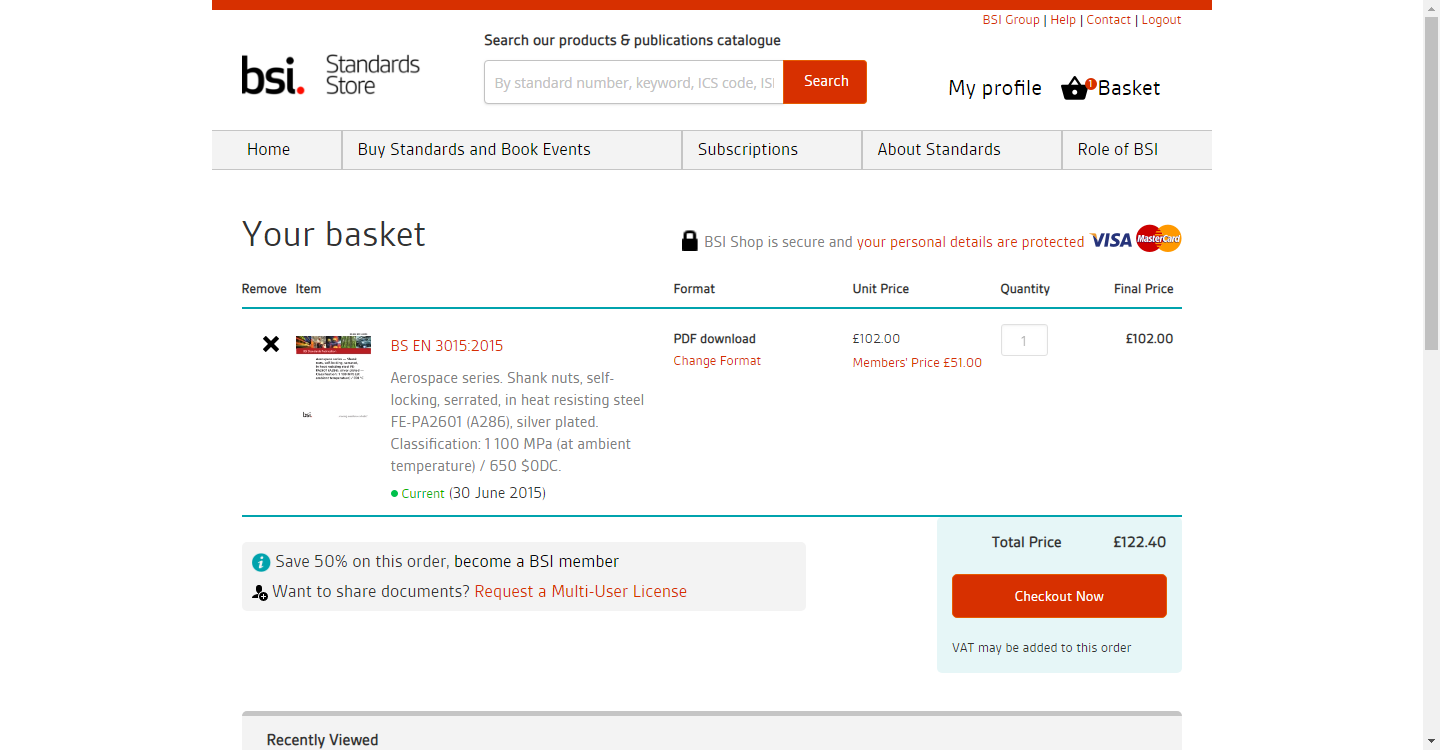 BSI Group | Help | Contact | Logout
Search our products & publications catalogue
bsi. Standards Store
By standard number, keyword, ICS code, ISI
Search
My profile
1
Basket
Home
Buy Standards and Book Events
Subscriptions
About Standards
Role of BSI
Your basket
BSI Shop is secure and your personal details are protected
VISA
MasterCard
Remove Item Format Unit Price Quantity Final Price
BS EN 3015:2015
Aerospace series. Shank nuts, self-
locking, serrated, in heat resisting steel
FE-PA2601 (A286), silver plated.
Classification: 1 100 MPa (at ambient
temperature) / 650 $0DC.
Current (30 June 2015)
PDF download
Change Format
£102.00
Members' Price £51.00
1
£102.00
bsi.
Save 50% on this order, become a BSI member
Want to share documents? Request a Multi-User License
Total Price £122.40
Checkout Now
VAT may be added to this order
Recently Viewed